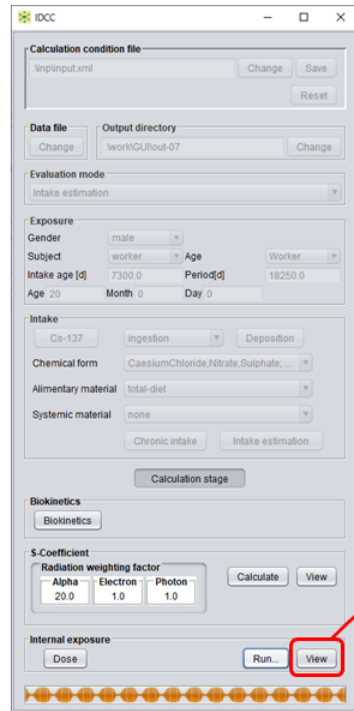 IDCC
Calculation condition file
.\inp\input.xml Change Save
Reset
Data file Output directory
Change .\work\GUI\out-07 Change
Evaluation mode
Intake estimation
Exposure
Gender male
Subject worker Age Worker
Intake age [d] 7300.0 Period[d] 18250.0
Age 20 Month 0 Day 0
Intake
Cs-137 ingestion Deposition
Chemical form CaesiumChloride,Nitrate,Sulphate; ...
Alimentary material total-diet
Systemic material none
Chronic intake Intake estimation
Calculation stage
Biokinetics
Biokinetics
S-Coefficient
Radiation weighting factor
Alpha Electron Photon Calculate View
20.0 1.0 1.0
Internal exposure
Dose Run... View